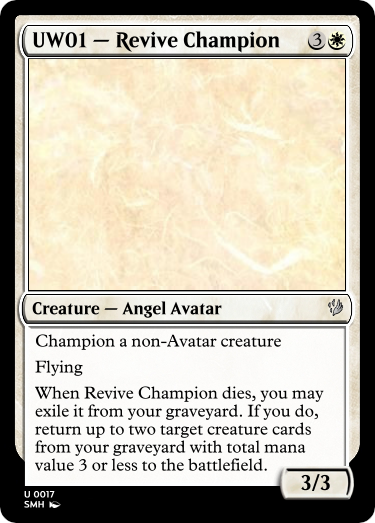 UW01 — Revive Champion 3
Creature — Angel Avatar
Champion a non-Avatar creature
Flying
When Revive Champion dies, you may
exile it from your graveyard. If you do,
return up to two target creature cards
from your graveyard with total mana
value 3 or less to the battlefield.
3/3
U 0017
SMH